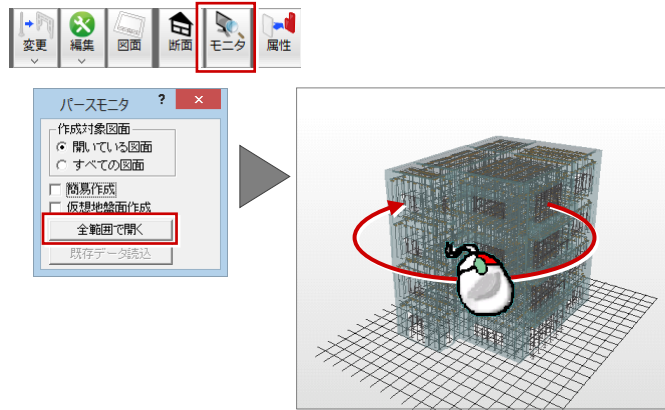 変更
編集
図面
断面
モニタ
属性
パースモニタ ? ×
作成対象図面
開いている図面
すべての図面
簡易作成
仮想地盤面作成
全範囲で開く
既存データ読込